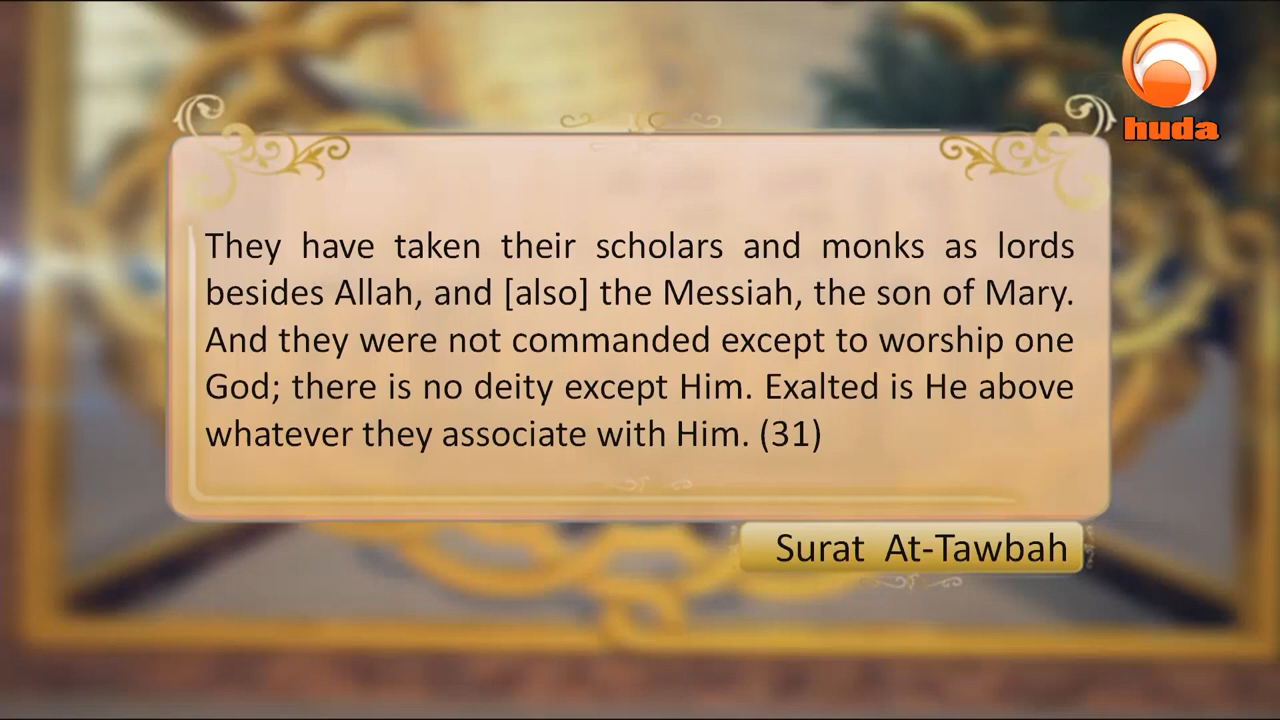 huda
They have taken their scholars and monks as lords
besides Allah, and [also] the Messiah, the son of Mary.
And they were not commanded except to worship one
God; there is no deity except Him. Exalted is He above
whatever they associate with Him. (31)
Surat At-Tawbah